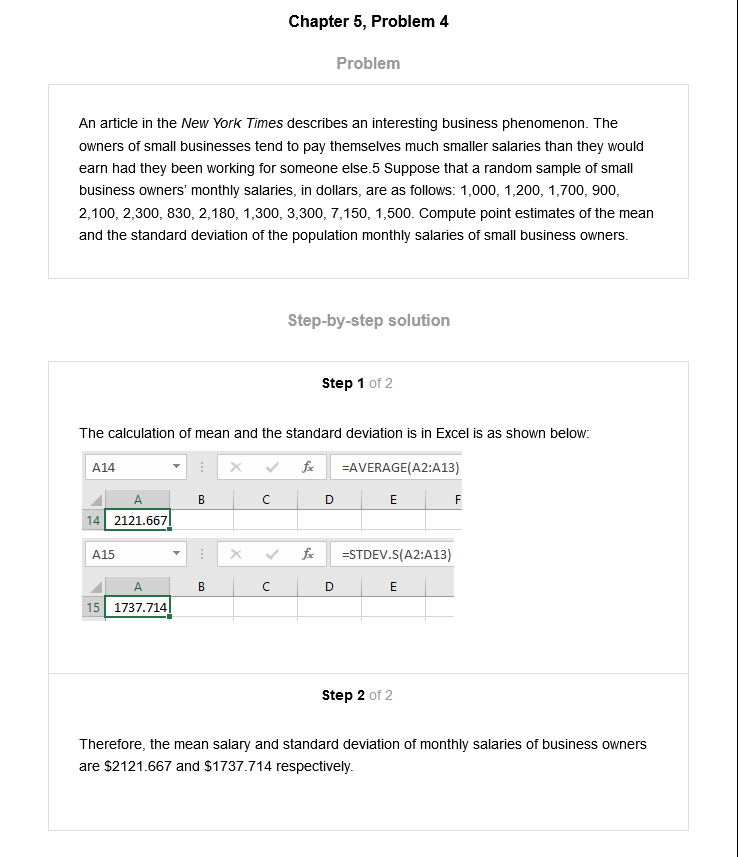 Chapter 5, Problem 4
Problem
An article in the New York Times describes an interesting business phenomenon. The
owners of small businesses tend to pay themselves much smaller salaries than they would
earn had they been working for someone else.5 Suppose that a random sample of small
business owners' monthly salaries, in dollars, are as follows: 1,000, 1,200, 1,700, 900,
2,100, 2,300, 830, 2,180, 1,300, 3,300, 7,150, 1,500. Compute point estimates of the mean
and the standard deviation of the population monthly salaries of small business owners.
Step-by-step solution
Step 1 of 2
The calculation of mean and the standard deviation is in Excel is as shown below:
A14 fx =AVERAGE(A2:A13)
A B C D E F
14 2121.667
A15 fx =STDEV.S(A2:A13)
A B C D E
15 1737.714
Step 2 of 2
Therefore, the mean salary and standard deviation of monthly salaries of business owners
are $2121.667 and $1737.714 respectively.